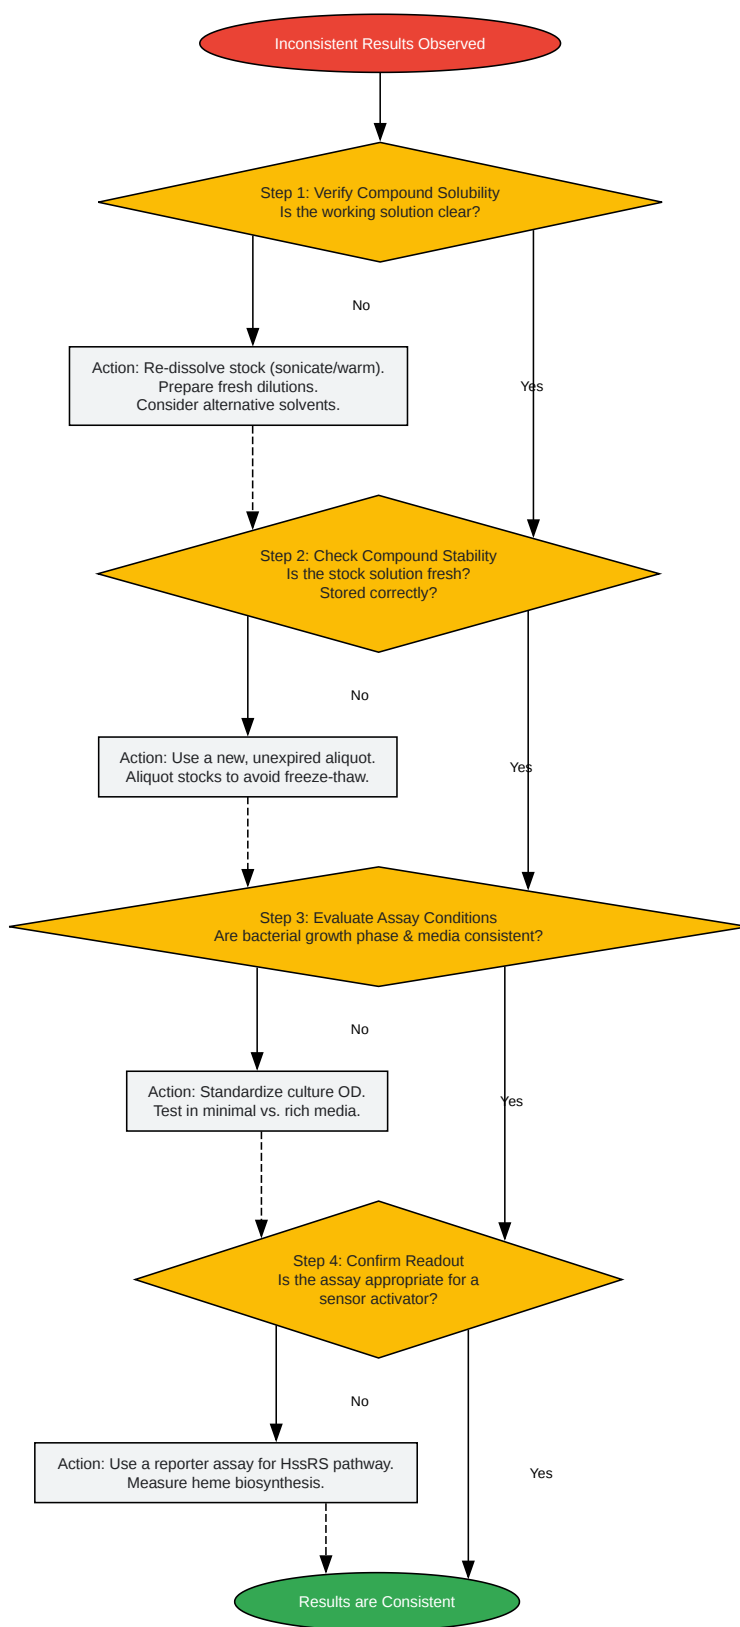 Inconsistent Results Observed
Step 1: Verify Compound Solubility
Is the working solution clear?
No
Action: Re-dissolve stock (sonicate/warm).
Prepare fresh dilutions.
Consider alternative solvents.
Yes
Step 2: Check Compound Stability
Is the stock solution fresh?
Stored correctly?
No
Action: Use a new, unexpired aliquot.
Aliquot stocks to avoid freeze-thaw.
Yes
Step 3: Evaluate Assay Conditions
Are bacterial growth phase & media consistent?
No
Action: Standardize culture OD.
Test in minimal vs. rich media.
Yes
Step 4: Confirm Readout
Is the assay appropriate for a
sensor activator?
No
Action: Use a reporter assay for HssRS pathway.
Measure heme biosynthesis.
Yes
Results are Consistent